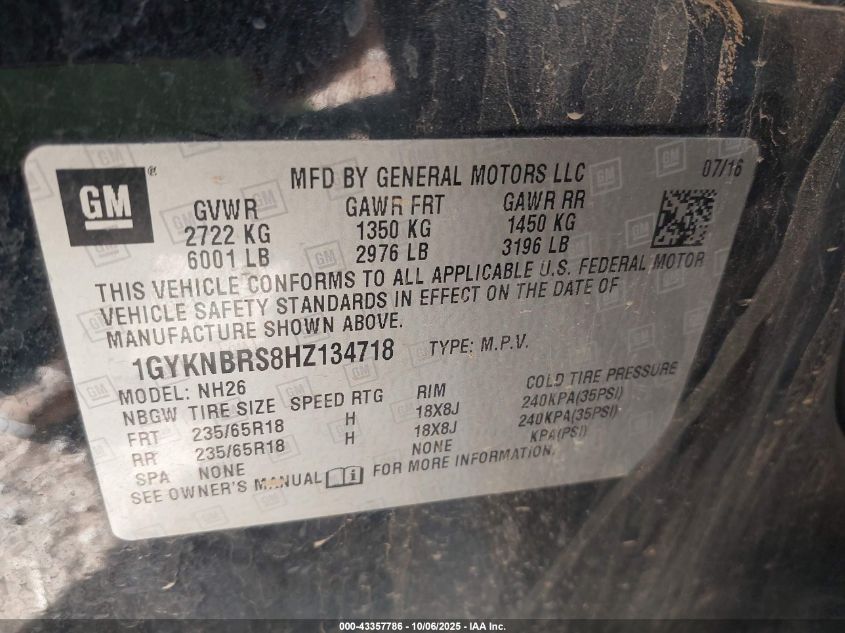 GM ®
MFD BY GENERAL MOTORS LLC 07/16
GVWR GAWR FRT GAWR RR
2722 KG 1350 KG 1450 KG
6001 LB 2976 LB 3196 LB
THIS VEHICLE CONFORMS TO ALL APPLICABLE U.S. FEDERAL MOTOR
VEHICLE SAFETY STANDARDS IN EFFECT ON THE DATE OF
MANUFACTURE SHOWN ABOVE.
1GYKNBRS8HZ134718 TYPE: M.P.V.
MODEL: NH26
NBGW TIRE SIZE SPEED RTG RIM COLD TIRE PRESSURE
FRT 235/65R18 H 18X8J 240KPA(35PSI)
RR 235/65R18 H 18X8J 240KPA(35PSI)
SPA NONE NONE KPA(PSI)
SEE OWNER'S MANUAL FOR MORE INFORMATION.
000-43357786 - 10/06/2025 - IAA Inc.